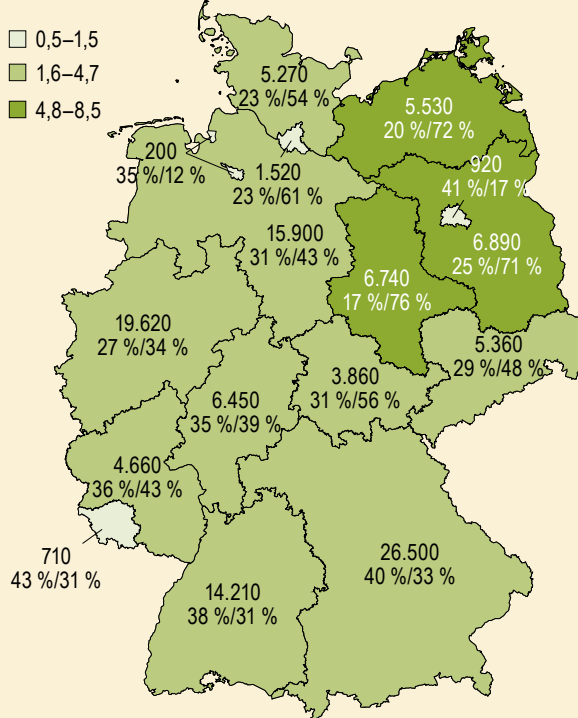 0,5–1,5
1,6–4,7
4,8–8,5
5.270
23 %/54 %
5.530
20 %/72 %
200
35 %/12 %
1.520
23 %/61 %
920
41 %/17 %
15.900
31 %/43 %
6.890
25 %/71 %
6.740
17 %/76 %
19.620
27 %/34 %
5.360
29 %/48 %
3.860
31 %/56 %
6.450
35 %/39 %
4.660
36 %/43 %
710
43 %/31 %
26.500
40 %/33 %
14.210
38 %/31 %